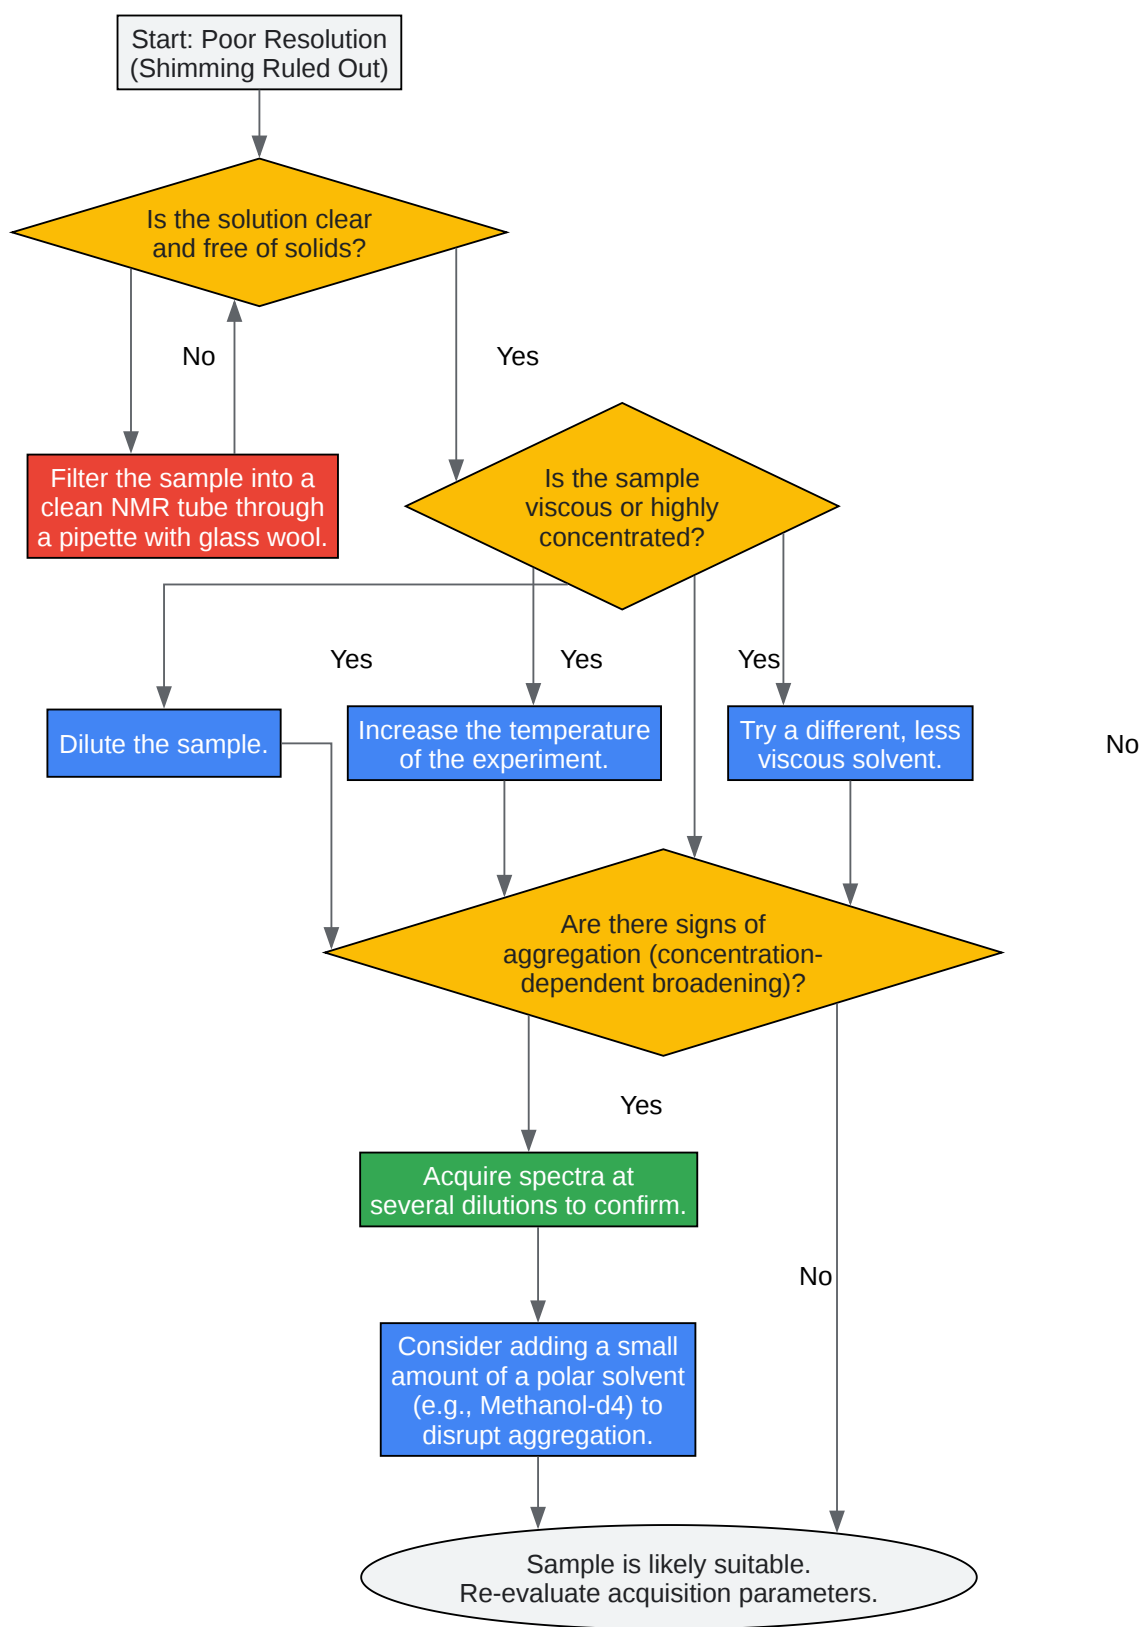 Start: Poor Resolution
(Shimming Ruled Out)
Is the solution clear
and free of solids?
No
Yes
Filter the sample into a
clean NMR tube through
a pipette with glass wool.
Is the sample
viscous or highly
concentrated?
Yes
Yes
Yes
Dilute the sample.
Increase the temperature
of the experiment.
Try a different, less
viscous solvent.
No
Are there signs of
aggregation (concentration-
dependent broadening)?
Yes
Acquire spectra at
several dilutions to confirm.
No
Consider adding a small
amount of a polar solvent
(e.g., Methanol-d4) to
disrupt aggregation.
Sample is likely suitable.
Re-evaluate acquisition parameters.